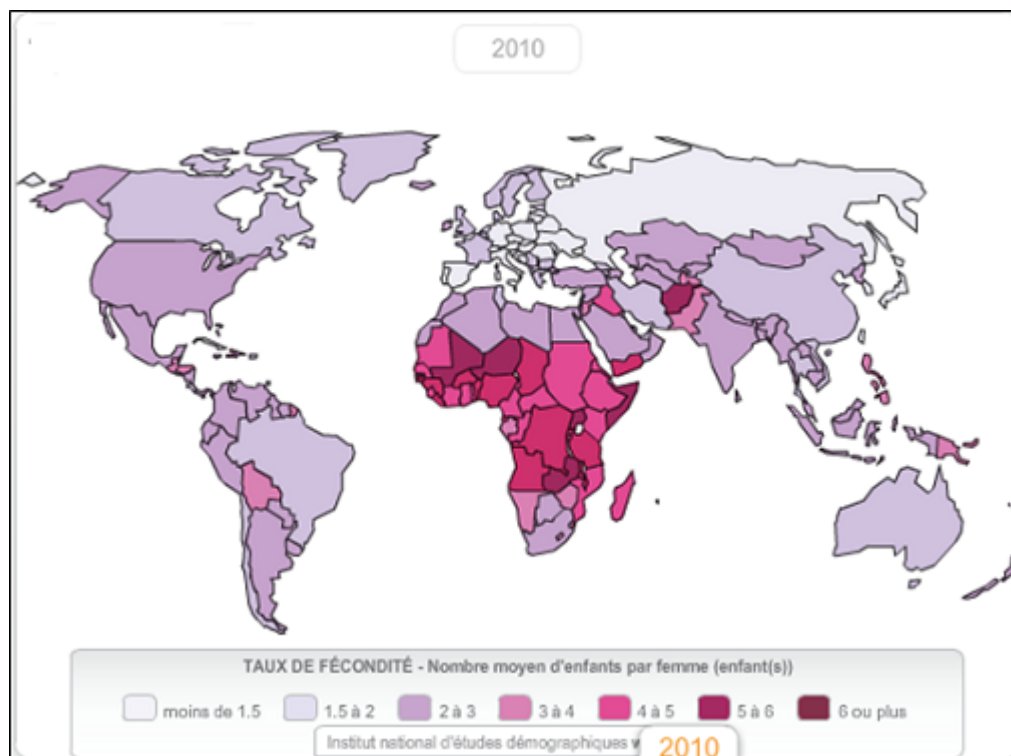 2010
TAUX DE FÉCONDITÉ - Nombre moyen d'enfants par femme (enfant(s))
moins de 1.5 1.5 à 2 2 à 3 3 à 4 4 à 5 5 à 6 6 ou plus
Institut national d'études démographiques w
2010